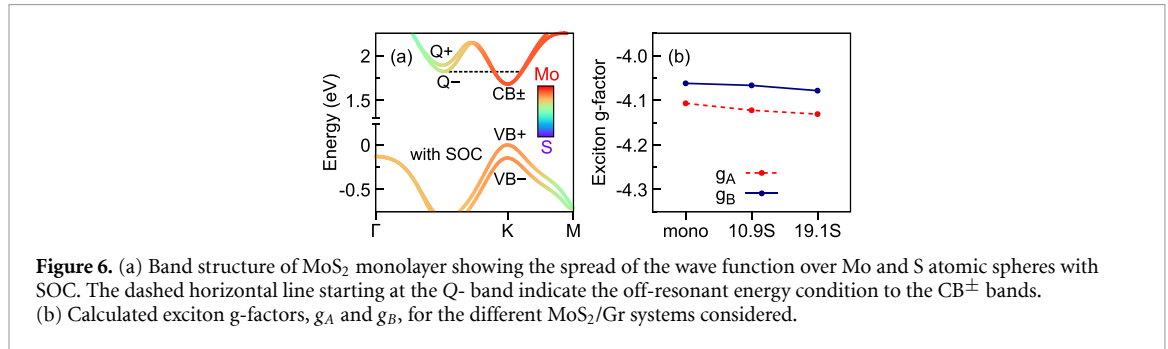 (a)
Q+
Q−
Mo
CB±
S
VB+
VB−
with SOC
Energy (eV)
2
1.5
0
-0.5
Γ
K
M
(b)
Exciton g-factor
-4.0
-4.1
-4.2
-4.3
g_A
g_B
mono
10.9S
19.1S
Figure 6. (a) Band structure of MoS₂ monolayer showing the spread of the wave function over Mo and S atomic spheres with
SOC. The dashed horizontal line starting at the Q- band indicate the off-resonant energy condition to the CB± bands.
(b) Calculated exciton g-factors, g_A and g_B, for the different MoS₂/Gr systems considered.